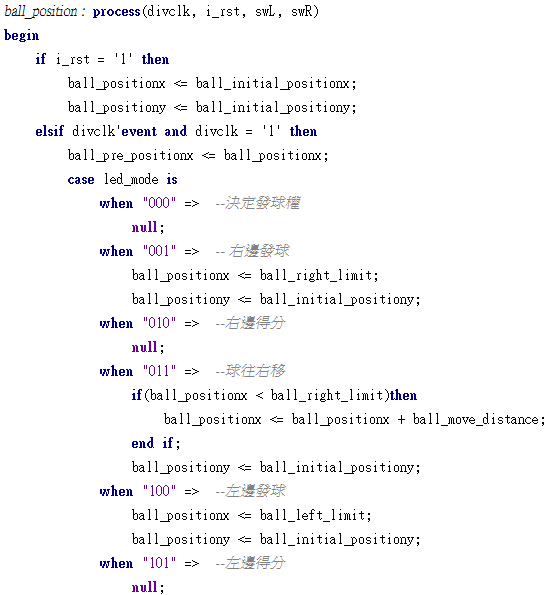 ball_position : process(divclk, i_rst, swL, swR)
begin
    if i_rst = '1' then
        ball_positionx <= ball_initial_positionx;
        ball_positiony <= ball_initial_positiony;
    elsif divclk'event and divclk = '1' then
        ball_pre_positionx <= ball_positionx;
        case led_mode is
            when "000" =>  --決定發球權
                null;
            when "001" =>  -- 右邊發球
                ball_positionx <= ball_right_limit;
                ball_positiony <= ball_initial_positiony;
            when "010" =>  --右邊得分
                null;
            when "011" =>  --球往右移
                if(ball_positionx < ball_right_limit)then
                    ball_positionx <= ball_positionx + ball_move_distance;
                end if;
                ball_positiony <= ball_initial_positiony;
            when "100" =>  --左邊發球
                ball_positionx <= ball_left_limit;
                ball_positiony <= ball_initial_positiony;
            when "101" =>  --左邊得分
                null;